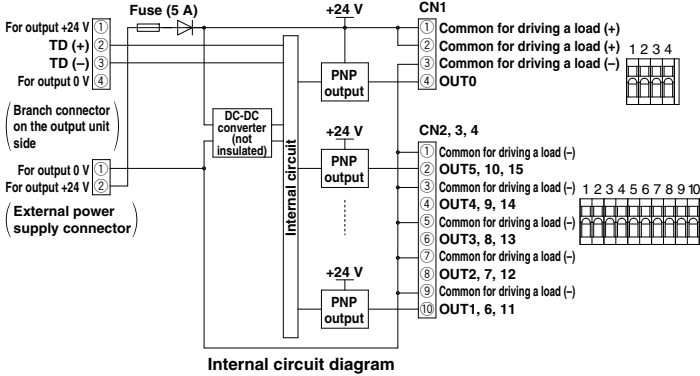 Fuse (5 A)
+24 V
CN1
For output +24 V ①
TD (+) ②
TD (−) ③
For output 0 V ④
(Branch connector
on the output unit
side)
For output 0 V ①
For output +24 V ②
(External power
supply connector)
DC-DC
converter
(not
insulated)
Internal circuit
PNP
output
+24 V
PNP
output
+24 V
PNP
output
① Common for driving a load (+)
② Common for driving a load (+)
③ Common for driving a load (−)
④ OUT0
1 2 3 4
CN2, 3, 4
① Common for driving a load (−)
② OUT5, 10, 15
③ Common for driving a load (−)
④ OUT4, 9, 14
⑤ Common for driving a load (−)
⑥ OUT3, 8, 13
⑦ Common for driving a load (−)
⑧ OUT2, 7, 12
⑨ Common for driving a load (−)
⑩ OUT1, 6, 11
1 2 3 4 5 6 7 8 9 10
Internal circuit diagram